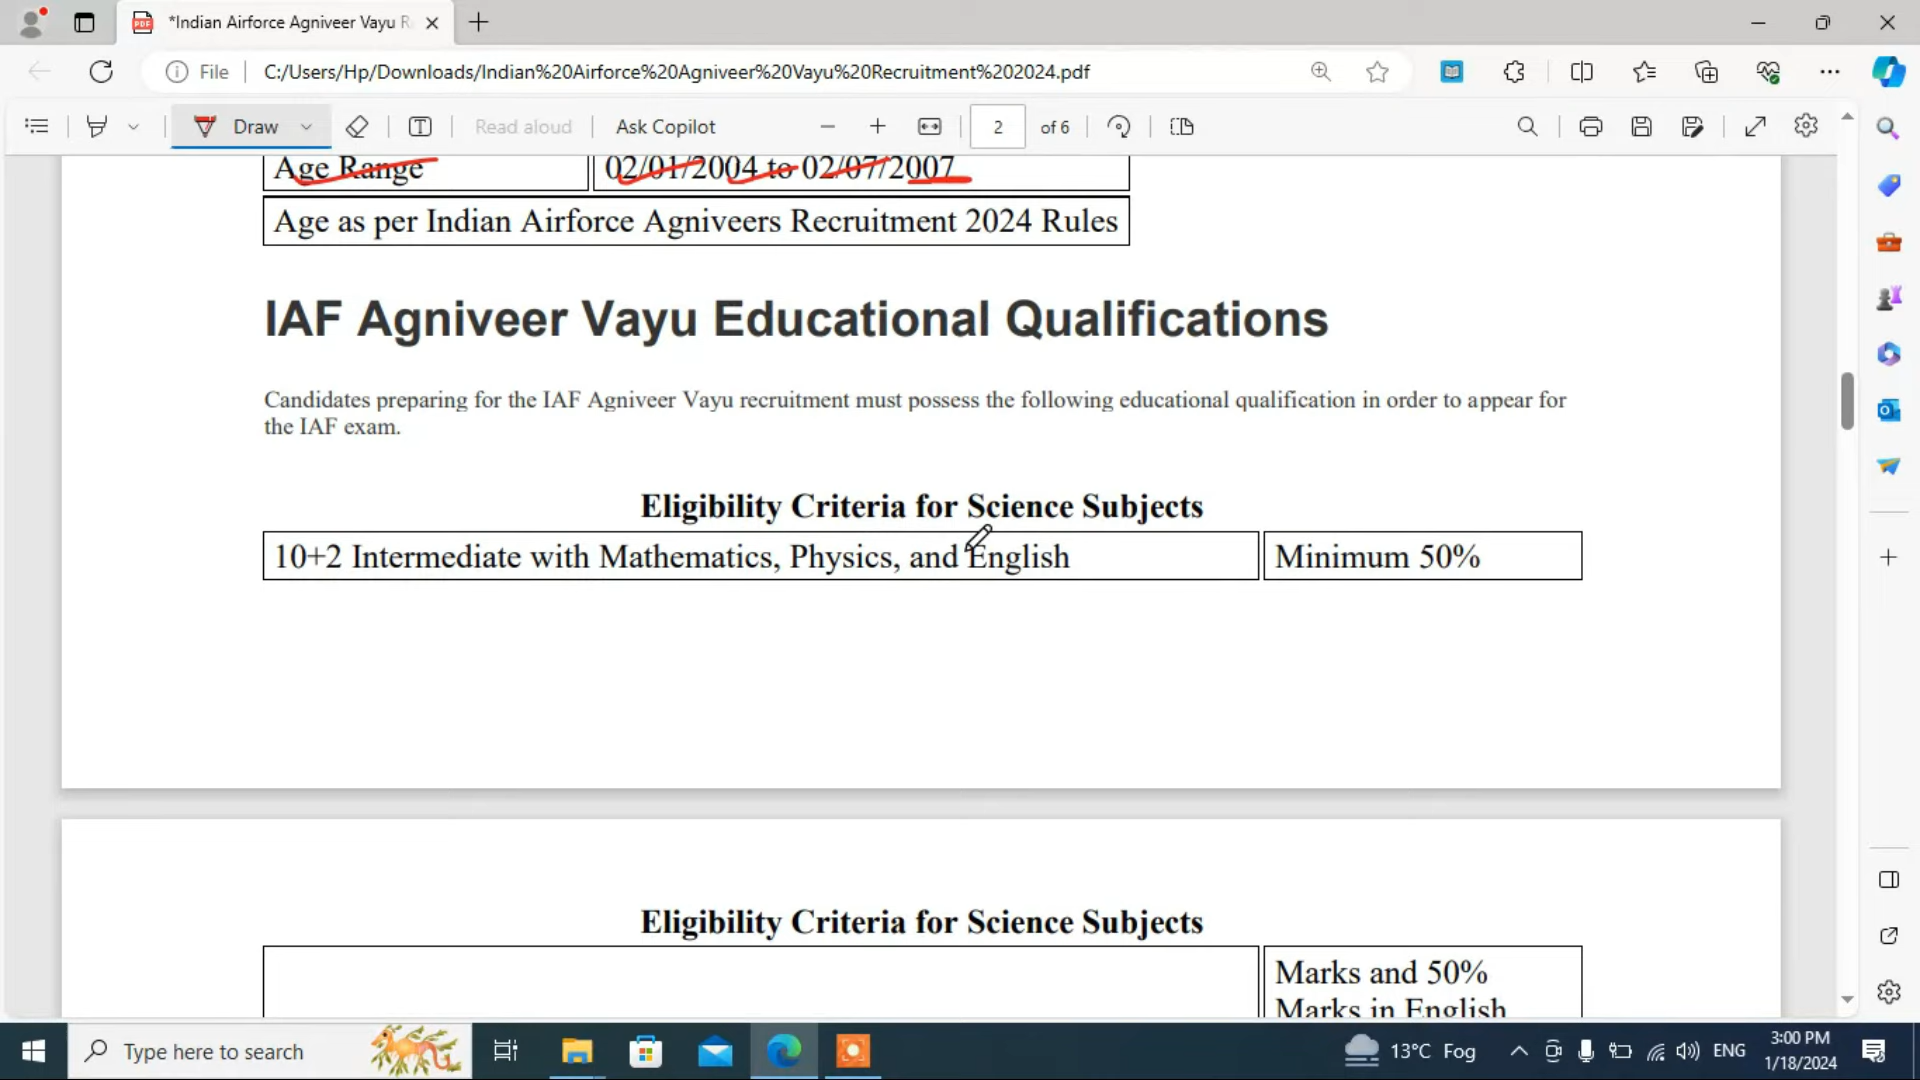 *Indian Airforce Agniveer Vayu R
File
C:/Users/Hp/Downloads/Indian%20Airforce%20Agniveer%20Vayu%20Recruitment%202024.pdf
Draw
Read aloud
Ask Copilot
2
of 6
Age Range
02/01/2004 to 02/07/2007
Age as per Indian Airforce Agniveers Recruitment 2024 Rules
IAF Agniveer Vayu Educational Qualifications
Candidates preparing for the IAF Agniveer Vayu recruitment must possess the following educational qualification in order to appear for
the IAF exam.
Eligibility Criteria for Science Subjects
10+2 Intermediate with Mathematics, Physics, and English
Minimum 50%
Eligibility Criteria for Science Subjects
Marks and 50%
Marks in English
Type here to search
13°C Fog
ENG
3:00 PM
1/18/2024